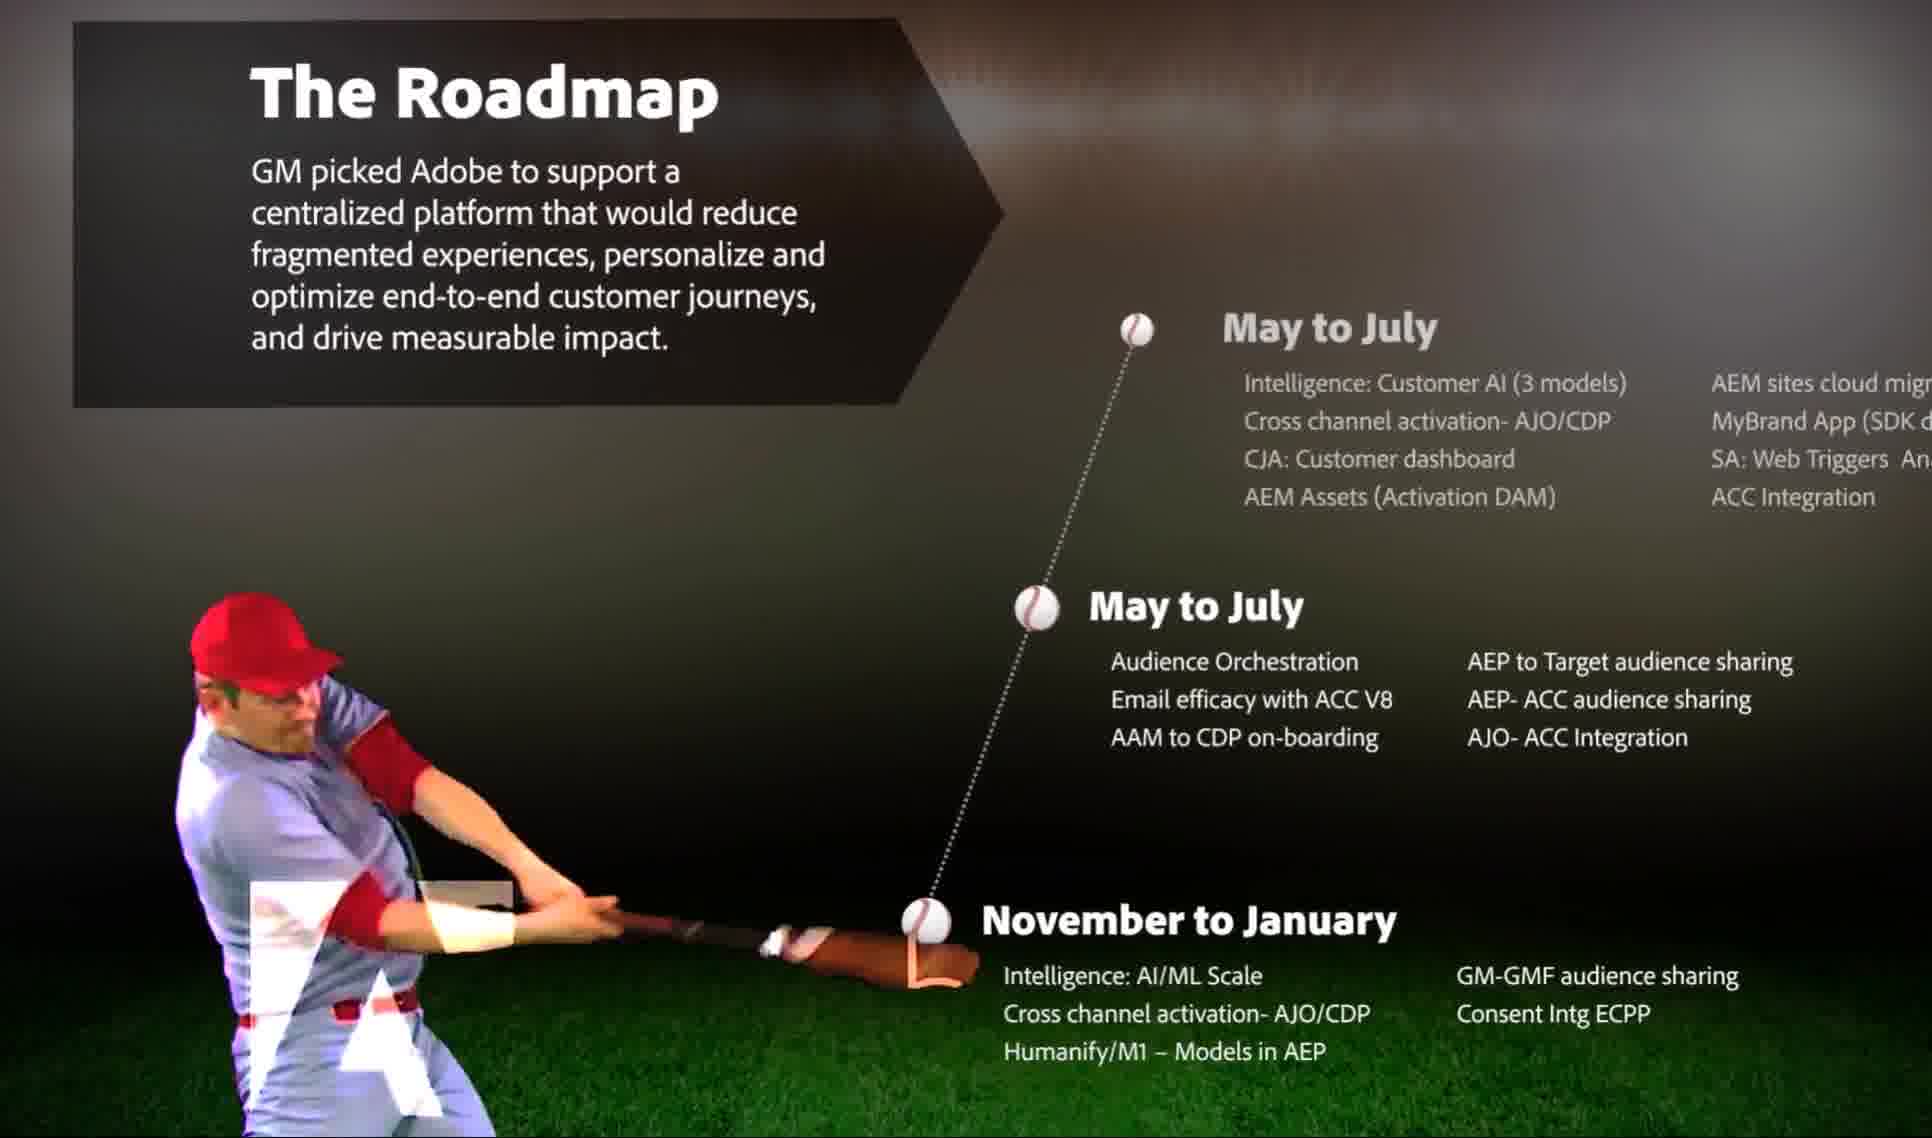 The Roadmap
GM picked Adobe to support a
centralized platform that would reduce
fragmented experiences, personalize and
optimize end-to-end customer journeys,
and drive measurable impact.
May to July
Intelligence: Customer AI (3 models)
Cross channel activation- AJO/CDP
CJA: Customer dashboard
AEM Assets (Activation DAM)
AEM sites cloud
MyBrand App (SDK
SA: Web Triggers
ACC Integration
May to July
Audience Orchestration
Email efficacy with ACC V8
AAM to CDP on-boarding
AEP to Target audience sharing
AEP- ACC audience sharing
AJO- ACC Integration
November to January
Intelligence: AI/ML Scale
Cross channel activation- AJO/CDP
Humanify/M1 – Models in AEP
GM-GMF audience sharing
Consent Intg ECPP